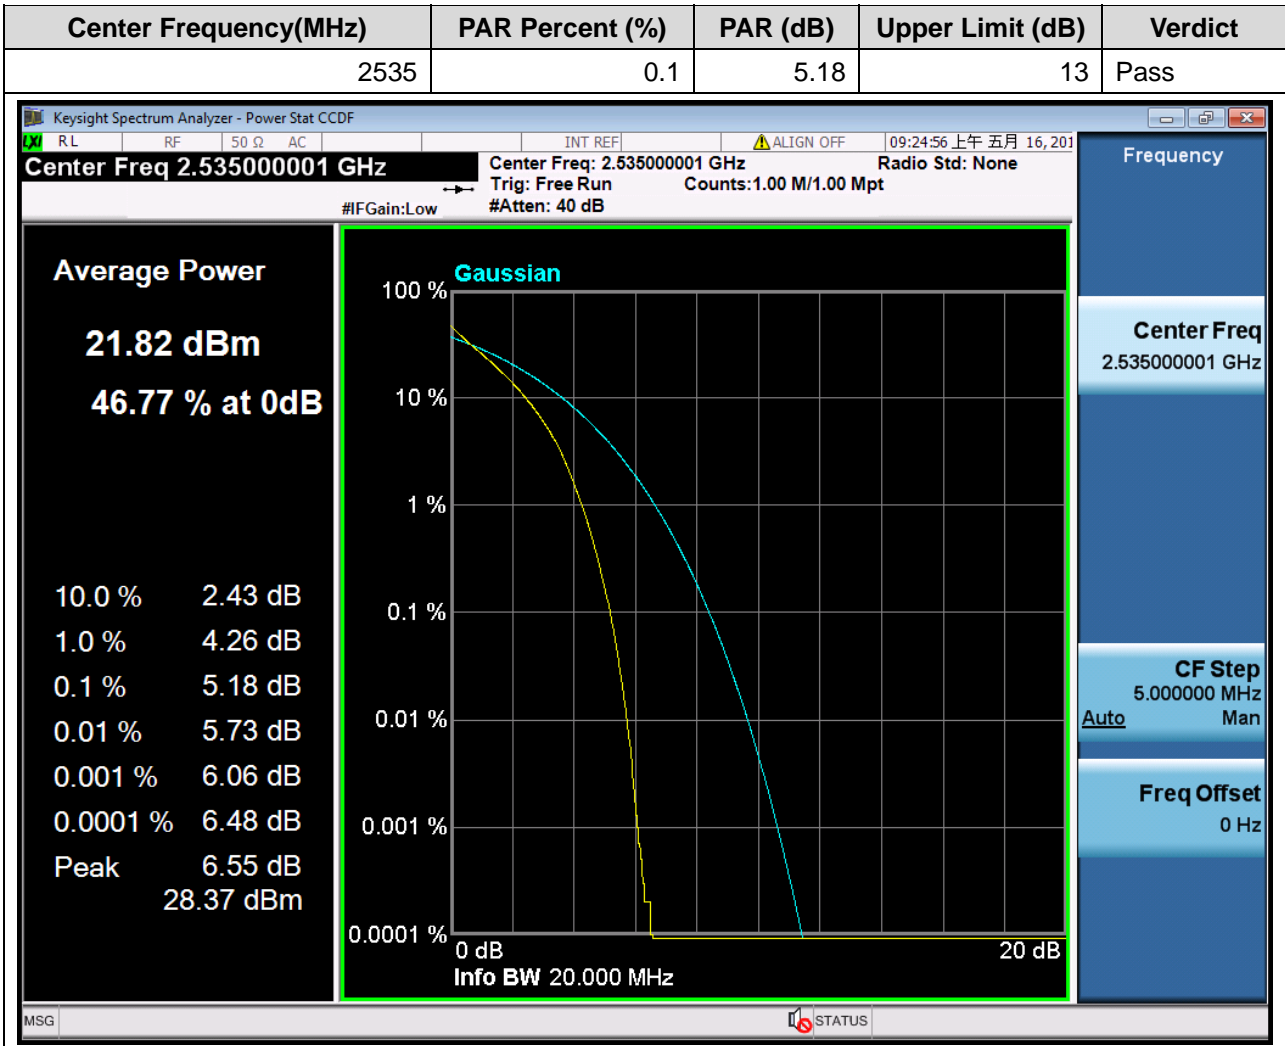 Center Frequency(MHz) PAR Percent (%) PAR (dB) Upper Limit (dB) Verdict
2535 0.1 5.18 13 Pass
Keysight Spectrum Analyzer - Power Stat CCDF
LXI RL RF 50 Ω AC INT REF ALIGN OFF 09:24:56 上午 五月 16, 201
Center Freq 2.535000001 GHz
Center Freq: 2.535000001 GHz Radio Std: None
Trig: Free Run Counts:1.00 M/1.00 Mpt
#IFGain:Low #Atten: 40 dB
Frequency
Average Power
21.82 dBm
46.77 % at 0dB
10.0 % 2.43 dB
1.0 % 4.26 dB
0.1 % 5.18 dB
0.01 % 5.73 dB
0.001 % 6.06 dB
0.0001 % 6.48 dB
Peak 6.55 dB
28.37 dBm
Gaussian
100 %
10 %
1 %
0.1 %
0.01 %
0.001 %
0.0001 %
0 dB 20 dB
Info BW 20.000 MHz
Center Freq
2.535000001 GHz
CF Step
5.000000 MHz
Auto Man
Freq Offset
0 Hz
MSG STATUS